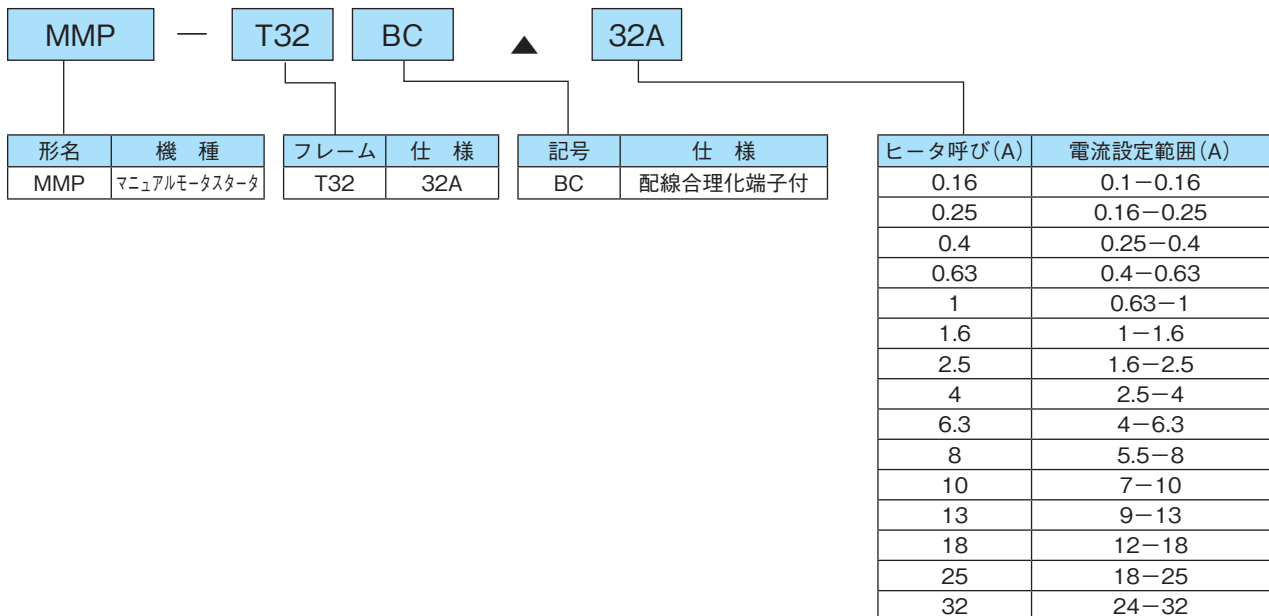 MMP － T32 BC ▲ 32A
形名 機　種
MMP マニュアルモータスタータ
フレーム 仕　様
T32 32A
記号 仕　様
BC 配線合理化端子付
ヒータ呼び(A) 電流設定範囲(A)
0.16 0.1－0.16
0.25 0.16－0.25
0.4 0.25－0.4
0.63 0.4－0.63
1 0.63－1
1.6 1－1.6
2.5 1.6－2.5
4 2.5－4
6.3 4－6.3
8 5.5－8
10 7－10
13 9－13
18 12－18
25 18－25
32 24－32